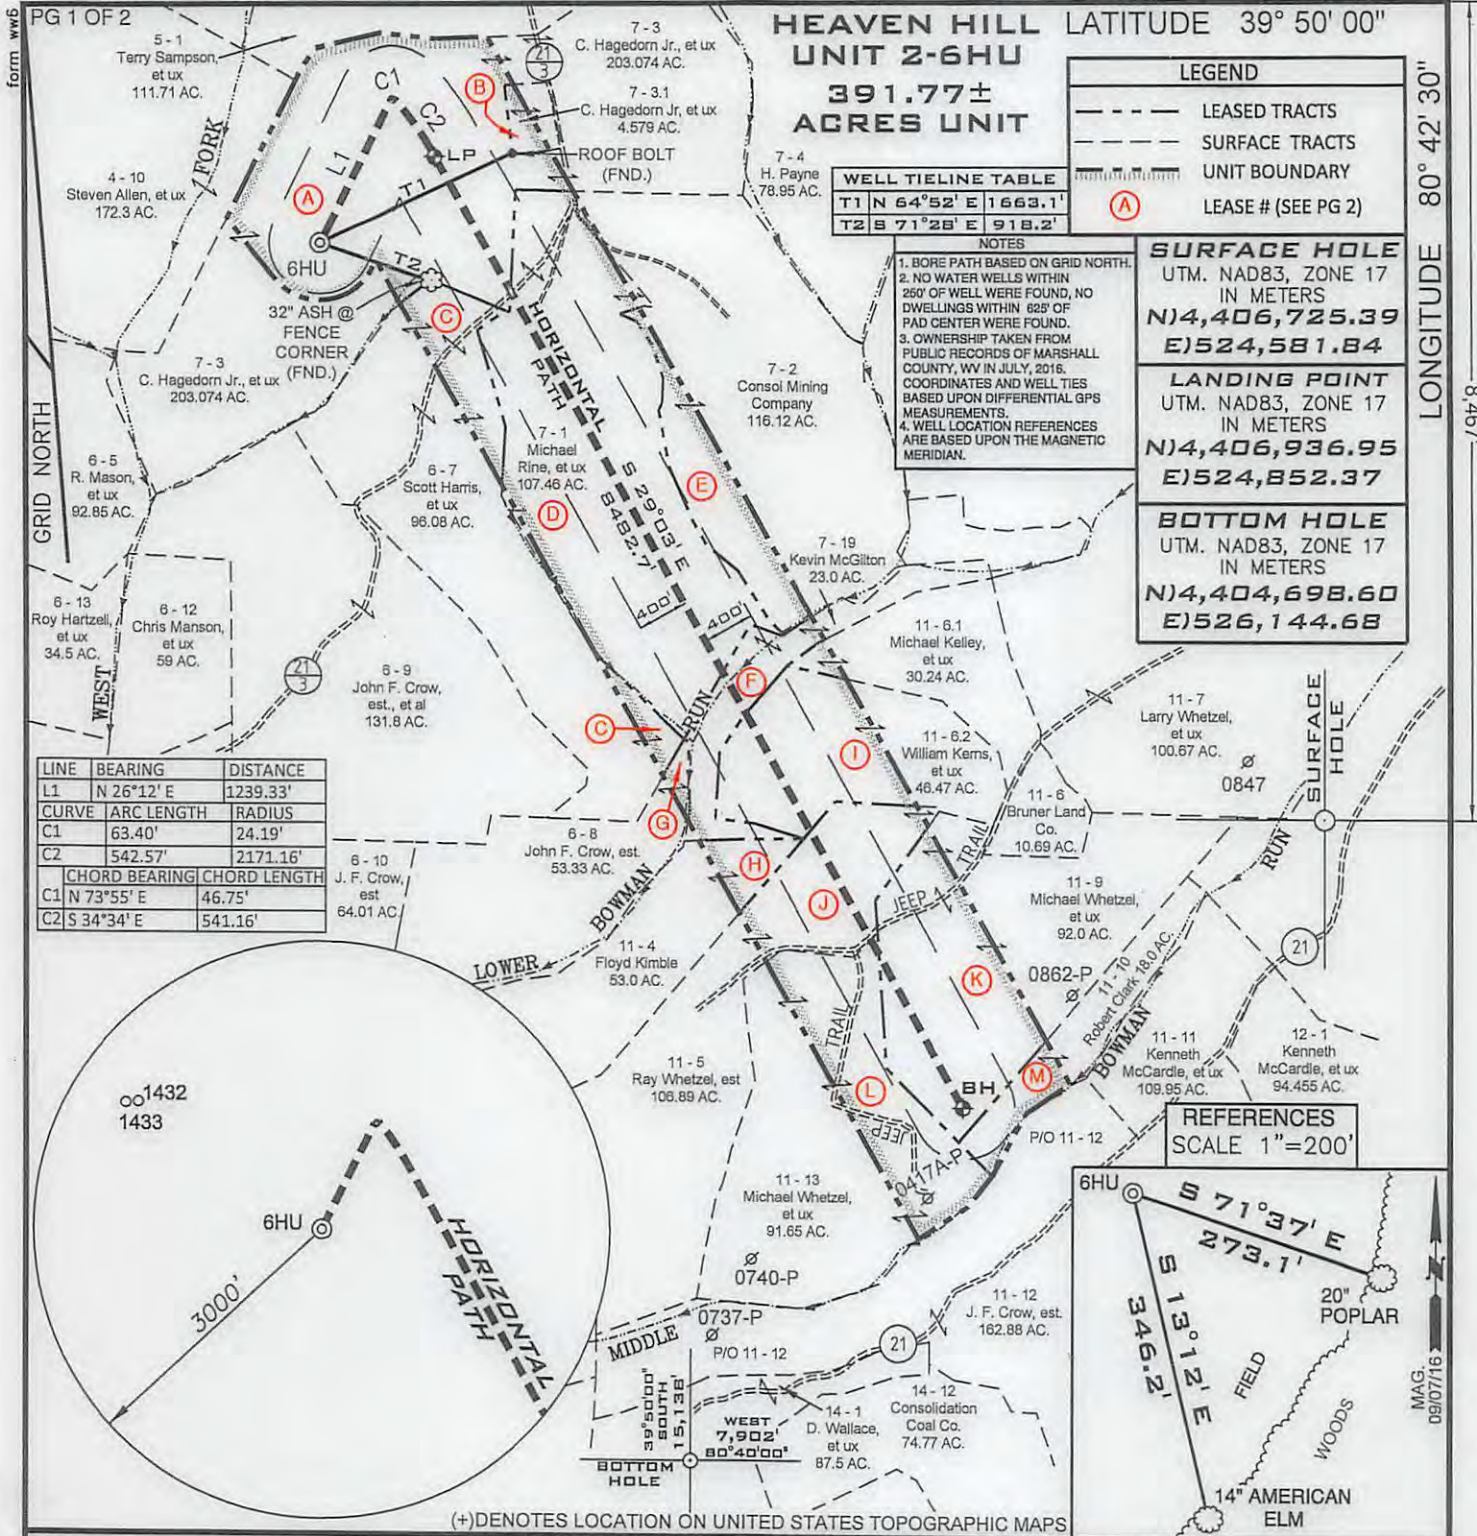 form ww6
PG 1 OF 2
HEAVEN HILL
UNIT 2-6HU
391.77±
ACRES UNIT
LATITUDE 39° 50' 00"
LONGITUDE 80° 42' 30"
8,467'
LEGEND
LEASED TRACTS
SURFACE TRACTS
UNIT BOUNDARY
A LEASE # (SEE PG 2)
WELL TIELINE TABLE
T1 N 64°52' E 1663.1'
T2 S 71°28' E 918.2'
NOTES
1. BORE PATH BASED ON GRID NORTH.
2. NO WATER WELLS WITHIN
250' OF WELL WERE FOUND, NO
DWELLINGS WITHIN 625' OF
PAD CENTER WERE FOUND.
3. OWNERSHIP TAKEN FROM
PUBLIC RECORDS OF MARSHALL
COUNTY, WV IN JULY, 2016.
COORDINATES AND WELL TIES
BASED UPON DIFFERENTIAL GPS
MEASUREMENTS.
4. WELL LOCATION REFERENCES
ARE BASED UPON THE MAGNETIC
MERIDIAN.
SURFACE HOLE
UTM. NAD83, ZONE 17
IN METERS
N)4,406,725.39
E)524,581.84
LANDING POINT
UTM. NAD83, ZONE 17
IN METERS
N)4,406,936.95
E)524,852.37
BOTTOM HOLE
UTM. NAD83, ZONE 17
IN METERS
N)4,404,698.60
E)526,144.68
5 - 1
Terry Sampson,
et ux
111.71 AC.
7 - 3
C. Hagedorn Jr., et ux
203.074 AC.
21
3
7 - 3.1
C. Hagedorn Jr, et ux
4.579 AC.
B
C1
C2
L1
LP
ROOF BOLT
(FND.)
7 - 4
H. Payne
78.95 AC.
FORK
4 - 10
Steven Allen, et ux
172.3 AC.
A
T1
6HU
T2
32" ASH @
FENCE
CORNER
(FND.)
C
7 - 3
C. Hagedorn Jr., et ux
203.074 AC.
HORIZONTAL
PATH
S 29°03' E
8482.7'
7 - 2
Consol Mining
Company
116.12 AC.
7 - 1
Michael
Rine, et ux
107.46 AC.
D
E
GRID NORTH
6 - 5
R. Mason,
et ux
92.85 AC.
6 - 7
Scott Harris,
et ux
96.08 AC.
7 - 19
Kevin McGilton
23.0 AC.
6 - 13
Roy Hartzell,
et ux
34.5 AC.
6 - 12
Chris Manson,
et ux
59 AC.
WEST
21
3
6 - 9
John F. Crow,
est., et al
131.8 AC.
400'
400'
11 - 6.1
Michael Kelley,
et ux
30.24 AC.
F
RUN
C
11 - 7
Larry Whetzel,
et ux
100.67 AC.
0847
SURFACE
HOLE
I
11 - 6.2
William Kerns,
et ux
46.47 AC.
11 - 6
Bruner Land
Co.
10.69 AC.
LINE BEARING DISTANCE
L1 N 26°12' E 1239.33'
CURVE ARC LENGTH RADIUS
C1 63.40' 24.19'
C2 542.57' 2171.16'
CHORD BEARING CHORD LENGTH
C1 N 73°55' E 46.75'
C2 S 34°34' E 541.16'
G
6 - 8
John F. Crow, est.
53.33 AC.
6 - 10
J. F. Crow,
est
64.01 AC.
H
J
TRAIL
JEEP
RUN
11 - 9
Michael Whetzel,
et ux
92.0 AC.
21
LOWER
BOWMAN
11 - 4
Floyd Kimble
53.0 AC.
K
0862-P
11 - 10
Robert Clark 18.0 AC.
BOWMAN
TRAIL
11 - 11
Kenneth
McCardle, et ux
109.95 AC.
12 - 1
Kenneth
McCardle, et ux
94.455 AC.
11 - 5
Ray Whetzel, est
106.89 AC.
L
BH
M
JEEP
P/O 11 - 12
0417A-P
1432
1433
6HU
3000'
HORIZONTAL
PATH
11 - 13
Michael Whetzel,
et ux
91.65 AC.
0740-P
0737-P
MIDDLE
P/O 11 - 12
21
11 - 12
J. F. Crow, est.
162.88 AC.
39°50'00"
SOUTH
15,138'
WEST
7,902'
80°40'00"
BOTTOM
HOLE
14 - 1
D. Wallace,
et ux
87.5 AC.
14 - 12
Consolidation
Coal Co.
74.77 AC.
REFERENCES
SCALE 1"=200'
6HU
S 71°37' E
273.1'
20"
POPLAR
S 13°12' E
346.2'
FIELD
WOODS
14" AMERICAN
ELM
MAG.
09/07/16
(+)DENOTES LOCATION ON UNITED STATES TOPOGRAPHIC MAPS